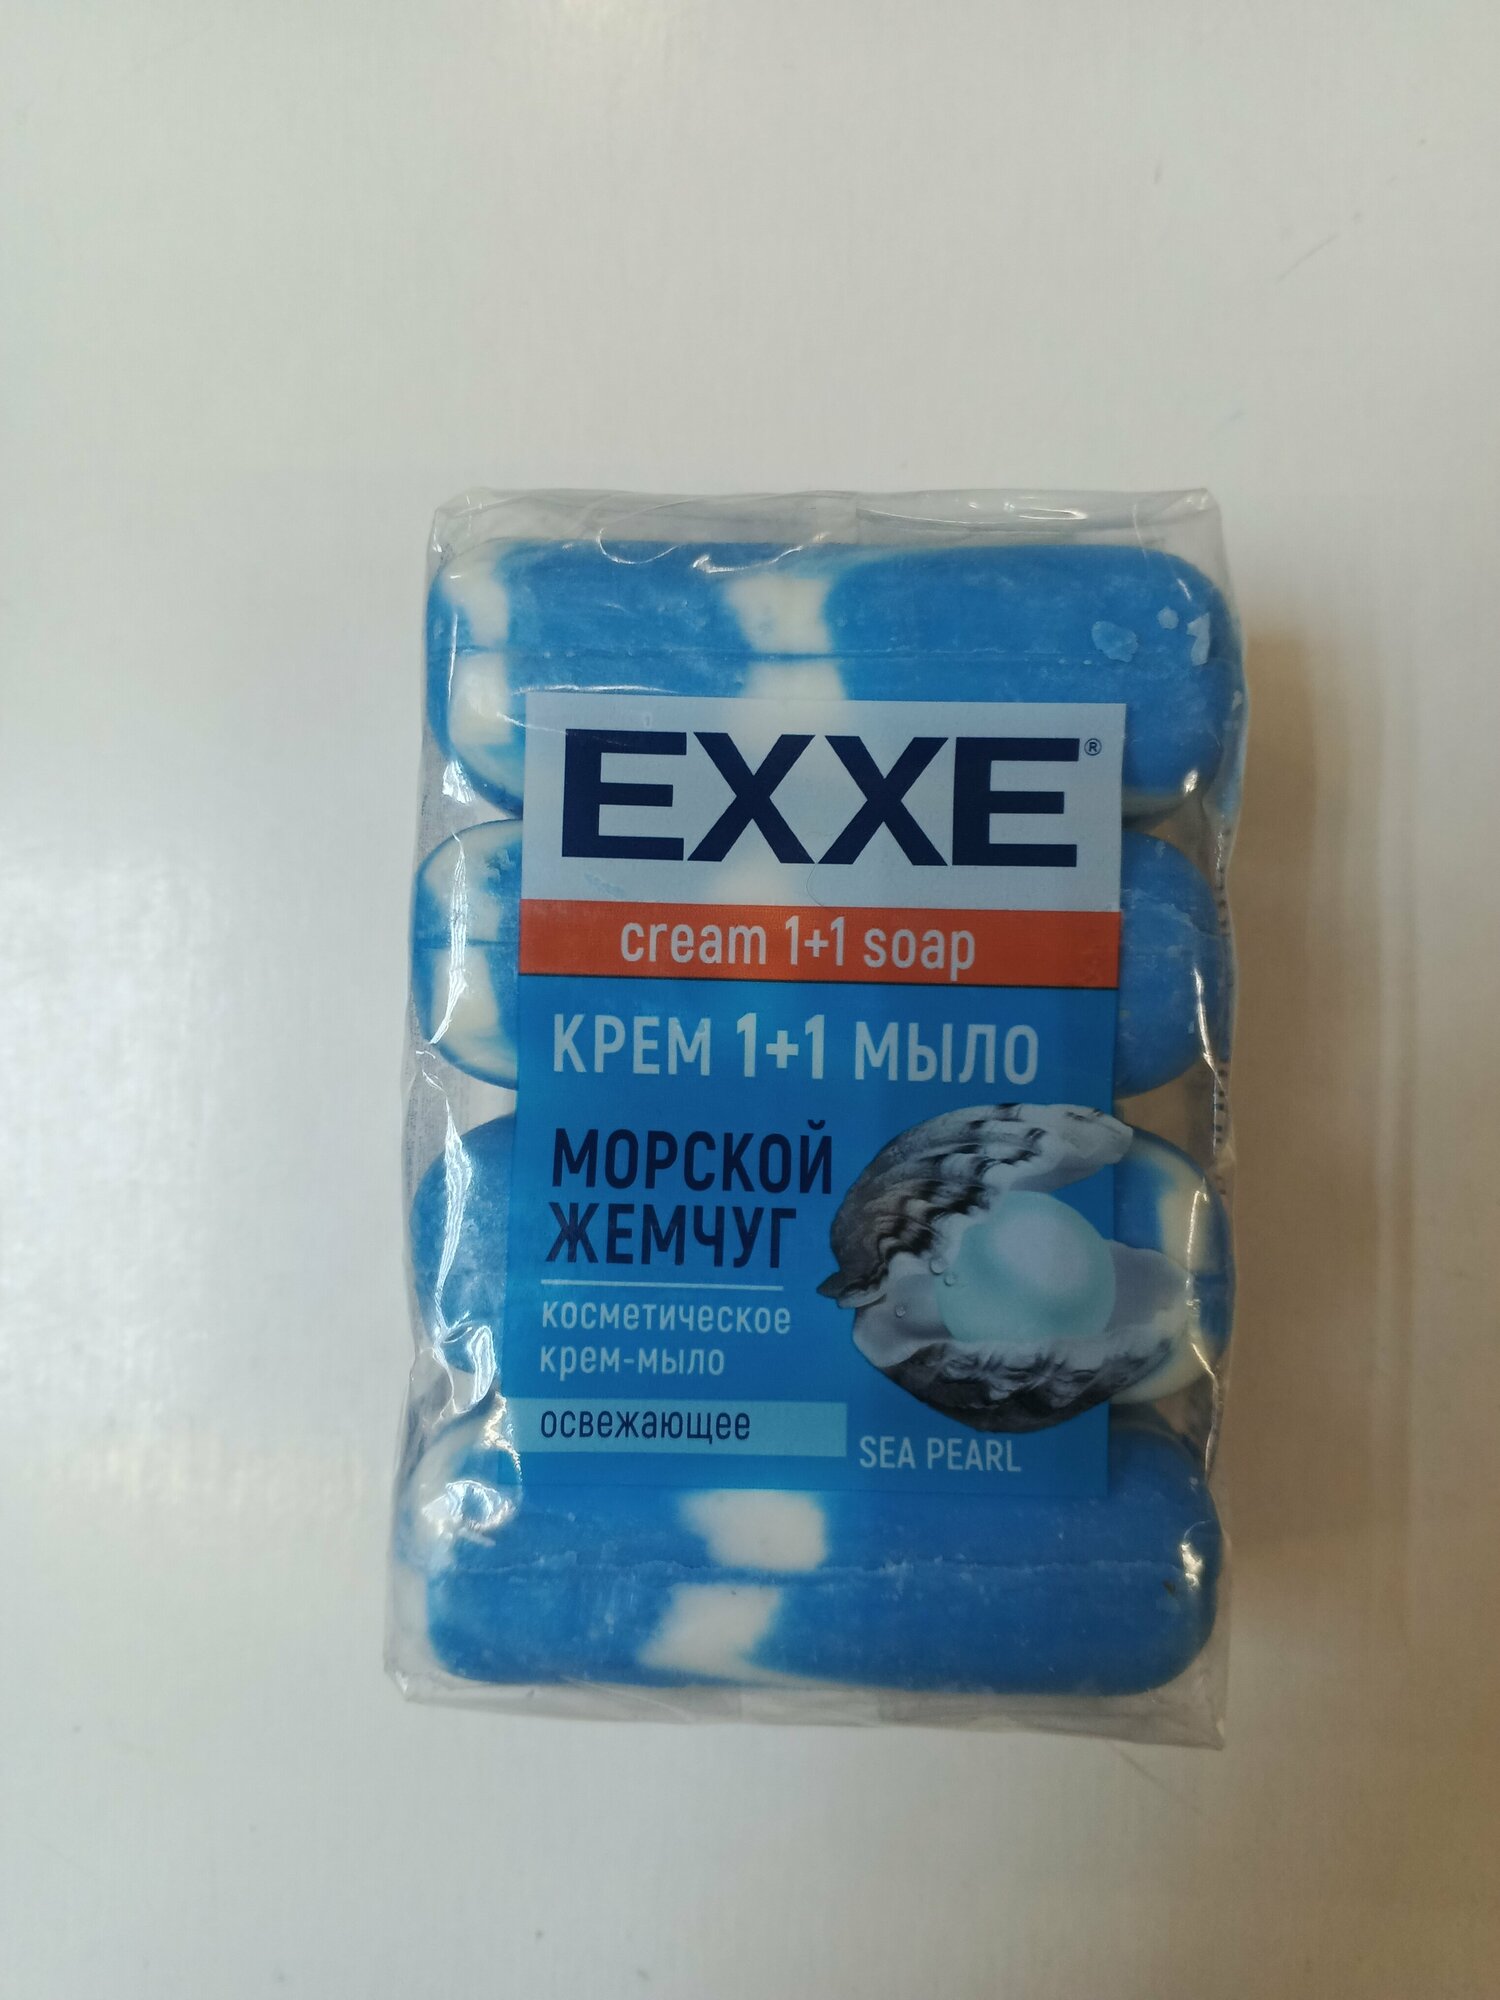 EXXE®
cream 1+1 soap
КРЕМ 1+1 МЫЛО
МОРСКОЙ
ЖЕМЧУГ
косметическое
крем-мыло
освежающее
SEA PEARL